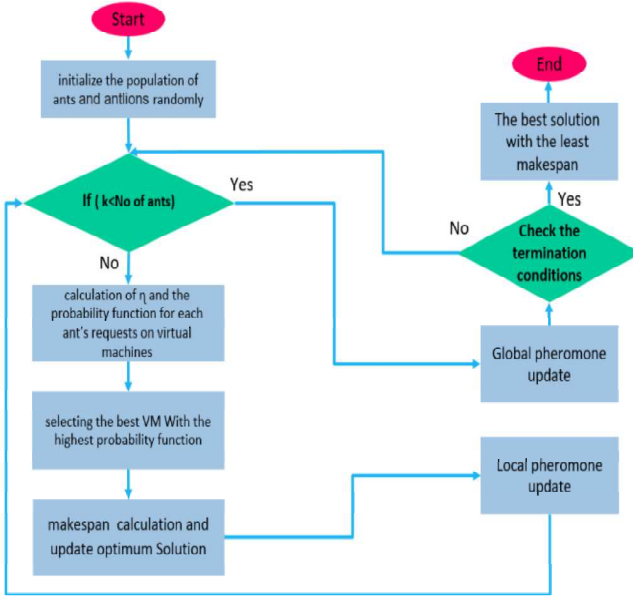 Start
initialize the population of
ants and antlions randomly
If ( k<No of ants)
Yes
No
calculation of η and the
probability function for each
ant's requests on virtual
machines
selecting the best VM With the
highest probability function
makespan calculation and
update optimum Solution
Local pheromone
update
Global pheromone
update
Check the
termination
conditions
No
Yes
The best solution
with the least
makespan
End